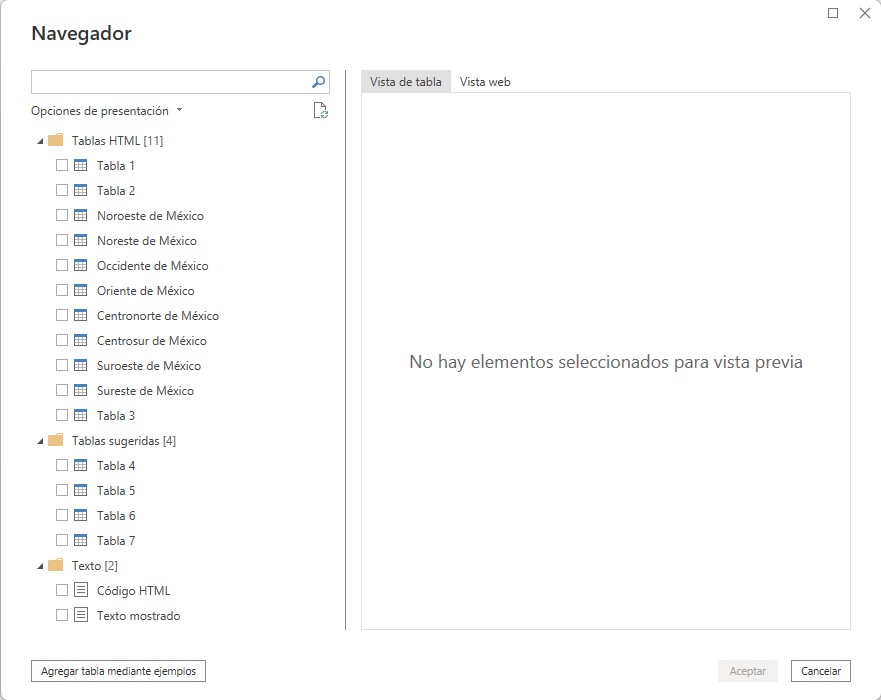 Navegador
Opciones de presentación
Tablas HTML [11]
Tabla 1
Tabla 2
Noroeste de México
Noreste de México
Occidente de México
Oriente de México
Centronorte de México
Centrosur de México
Suroeste de México
Sureste de México
Tabla 3
Tablas sugeridas [4]
Tabla 4
Tabla 5
Tabla 6
Tabla 7
Texto [2]
Código HTML
Texto mostrado
Vista de tabla Vista web
No hay elementos seleccionados para vista previa
Agregar tabla mediante ejemplos
Aceptar Cancelar